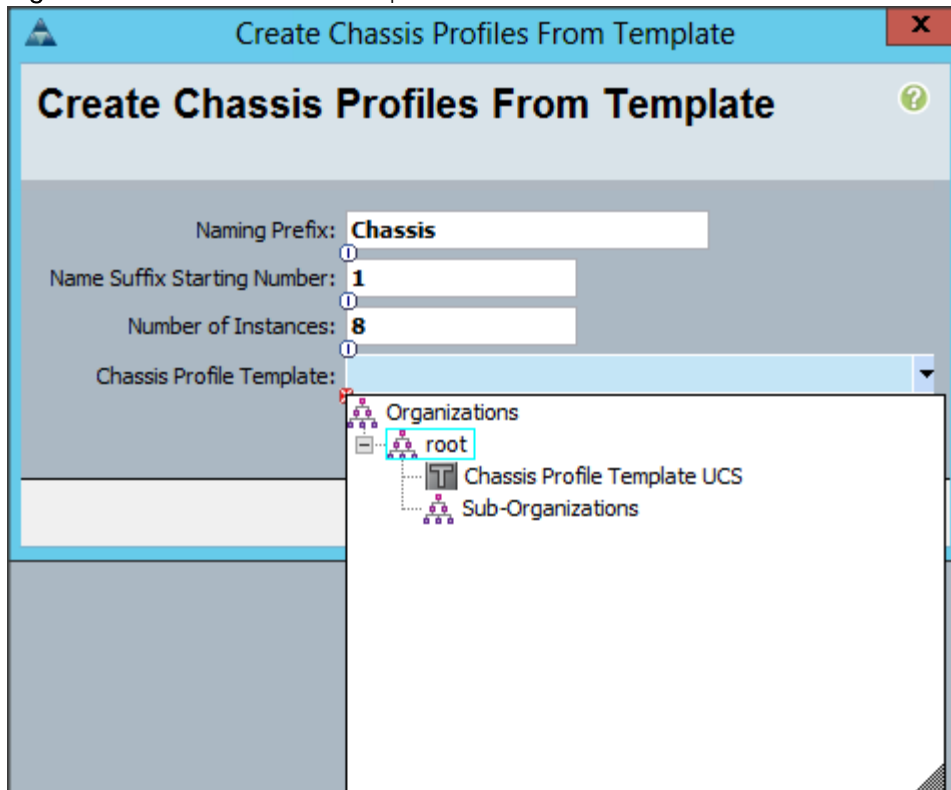 Create Chassis Profiles From Template
X
Create Chassis Profiles From Template
?
Naming Prefix: Chassis
Name Suffix Starting Number: 1
Number of Instances: 8
Chassis Profile Template:
Organizations
root
T Chassis Profile Template UCS
Sub-Organizations